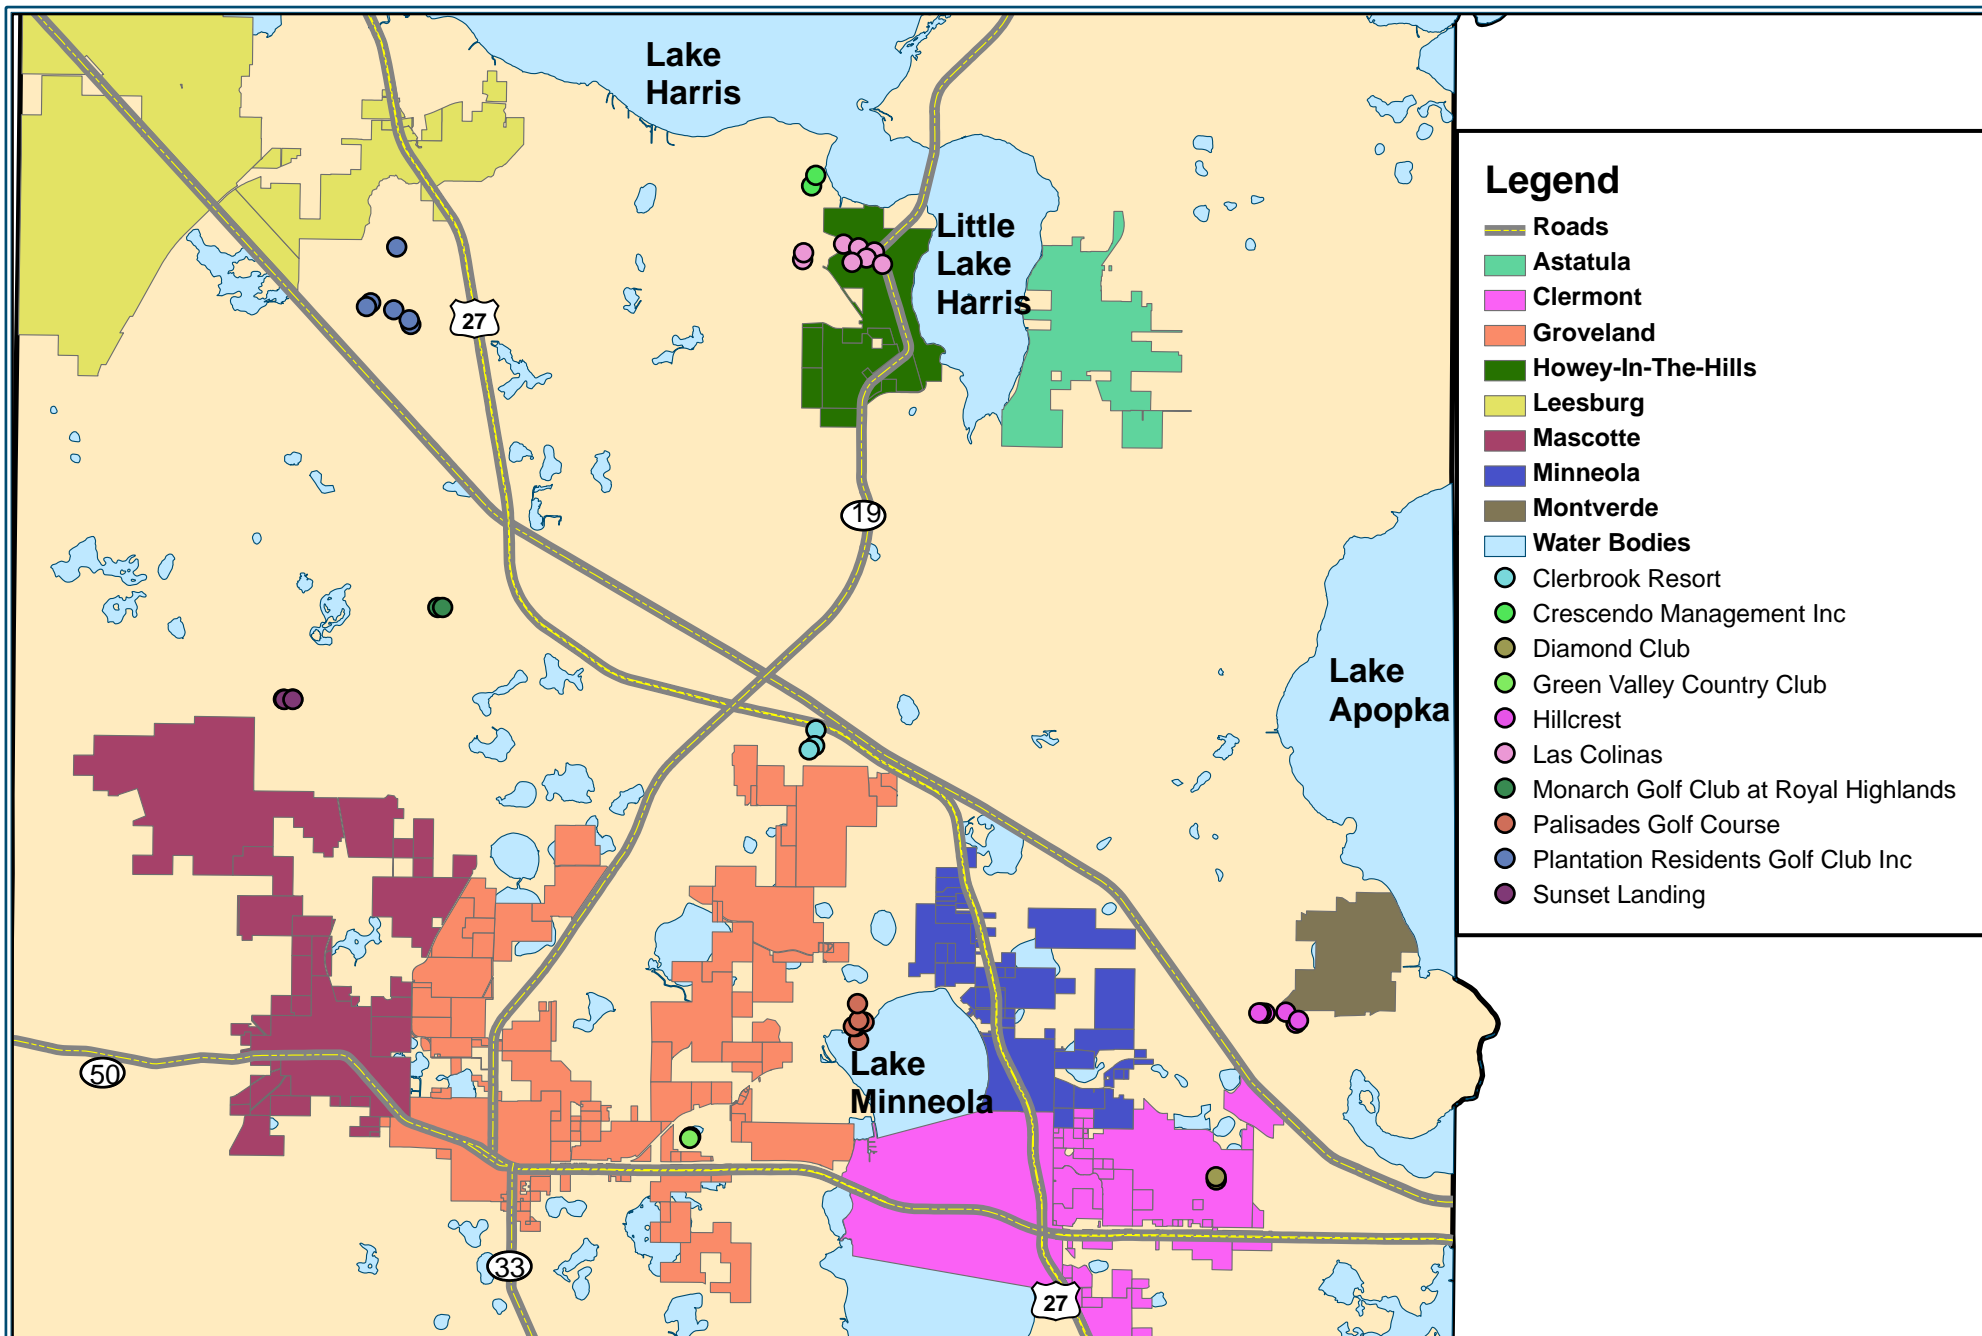 Lake
Harris
Little
Lake
Harris
27
19
Lake
Apopka
50
Lake
Minneola
33
27
Legend
Roads
Astatula
Clermont
Groveland
Howey-In-The-Hills
Leesburg
Mascotte
Minneola
Montverde
Water Bodies
Clerbrook Resort
Crescendo Management Inc
Diamond Club
Green Valley Country Club
Hillcrest
Las Colinas
Monarch Golf Club at Royal Highlands
Palisades Golf Course
Plantation Residents Golf Club Inc
Sunset Landing